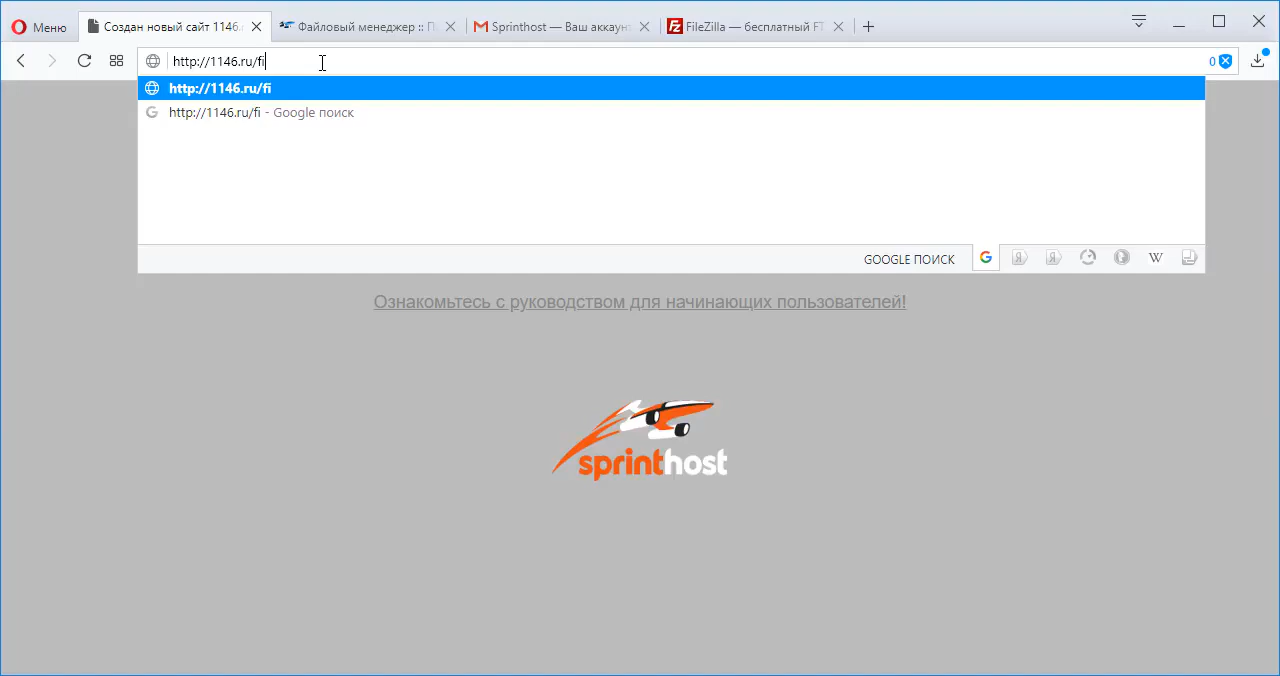 Меню
Создан новый сайт 1146.
Файловый менеджер :: П
Sprinthost — Ваш аккаун
FileZilla — бесплатный FT
http://1146.ru/fi
0
http://1146.ru/fi
http://1146.ru/fi - Google поиск
GOOGLE ПОИСК
Ознакомьтесь с руководством для начинающих пользователей!
sprinthost